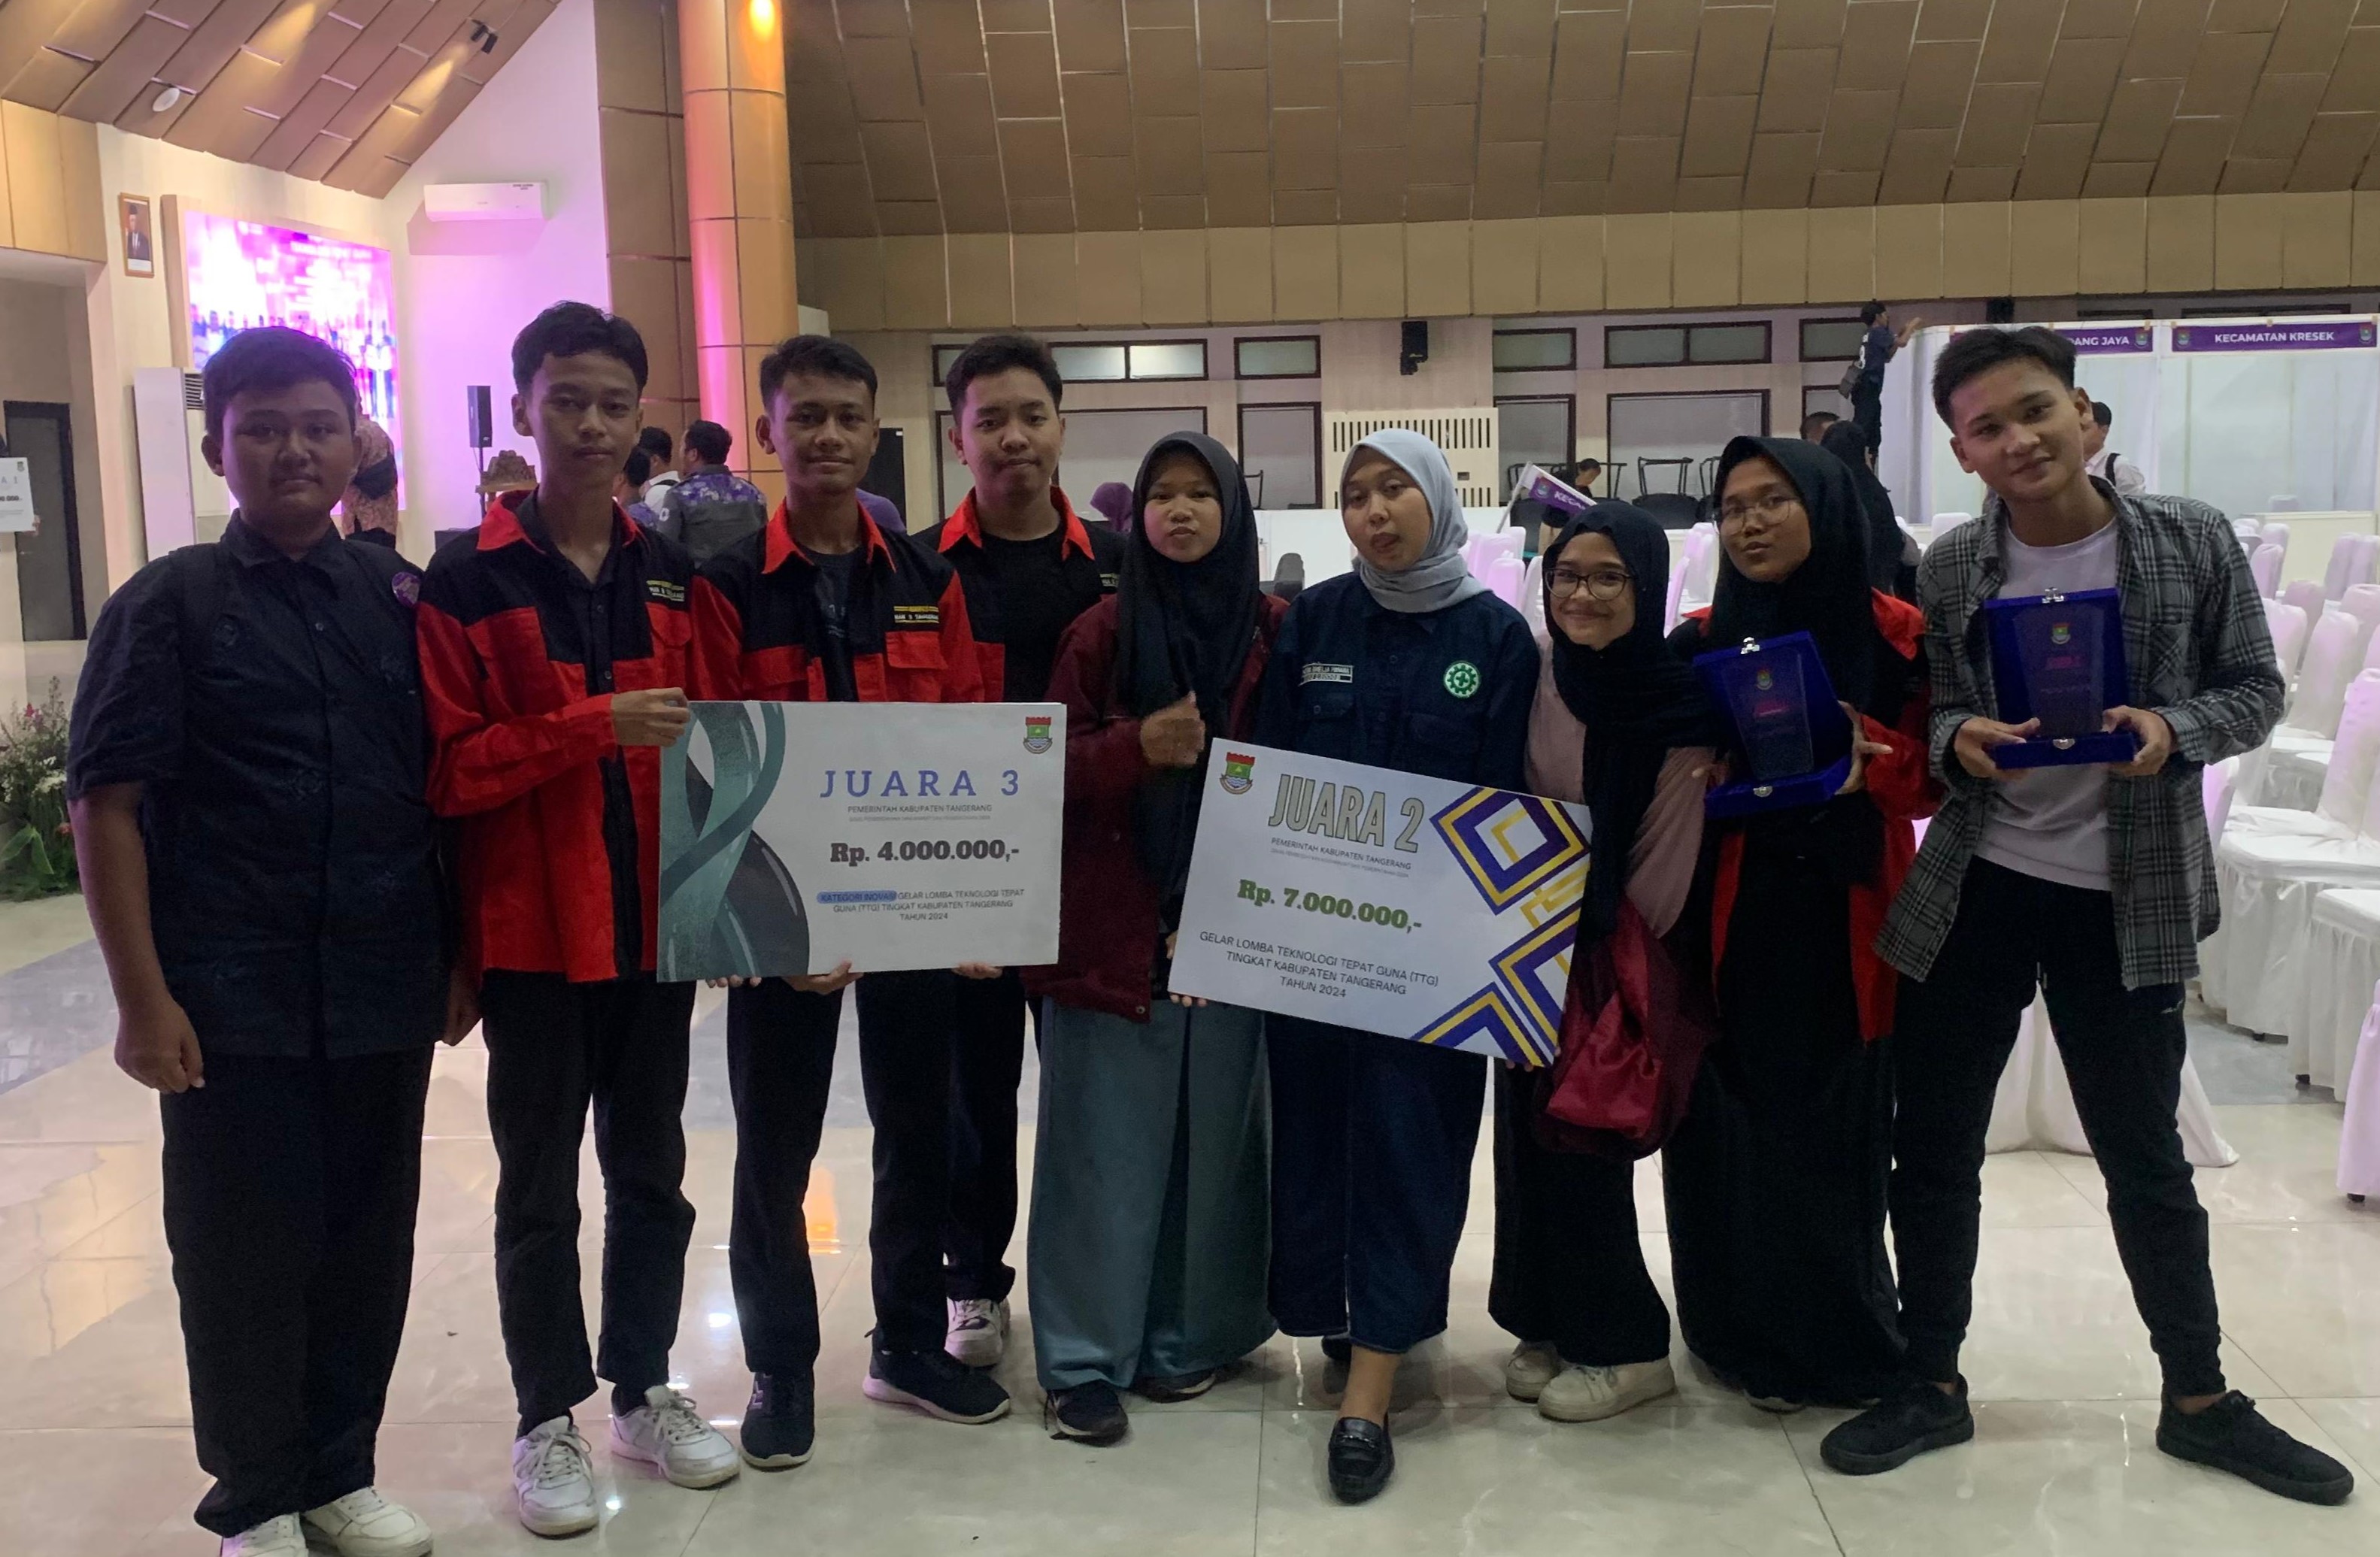 DANG JAYA
KECAMATAN KRESEK
JUARA 3
PEMERINTAH KABUPATEN TANGERANG
Rp. 4.000.000,-
KATEGORI INOVASI GELAR LOMBA TEKNOLOGI TEPAT
GUNA (TTG) TINGKAT KABUPATEN TANGERANG
TAHUN 2024
JUARA 2
PEMERINTAH KABUPATEN TANGERANG
Rp. 7.000.000,-
GELAR LOMBA TEKNOLOGI TEPAT GUNA (TTG)
TINGKAT KABUPATEN TANGERANG
TAHUN 2024